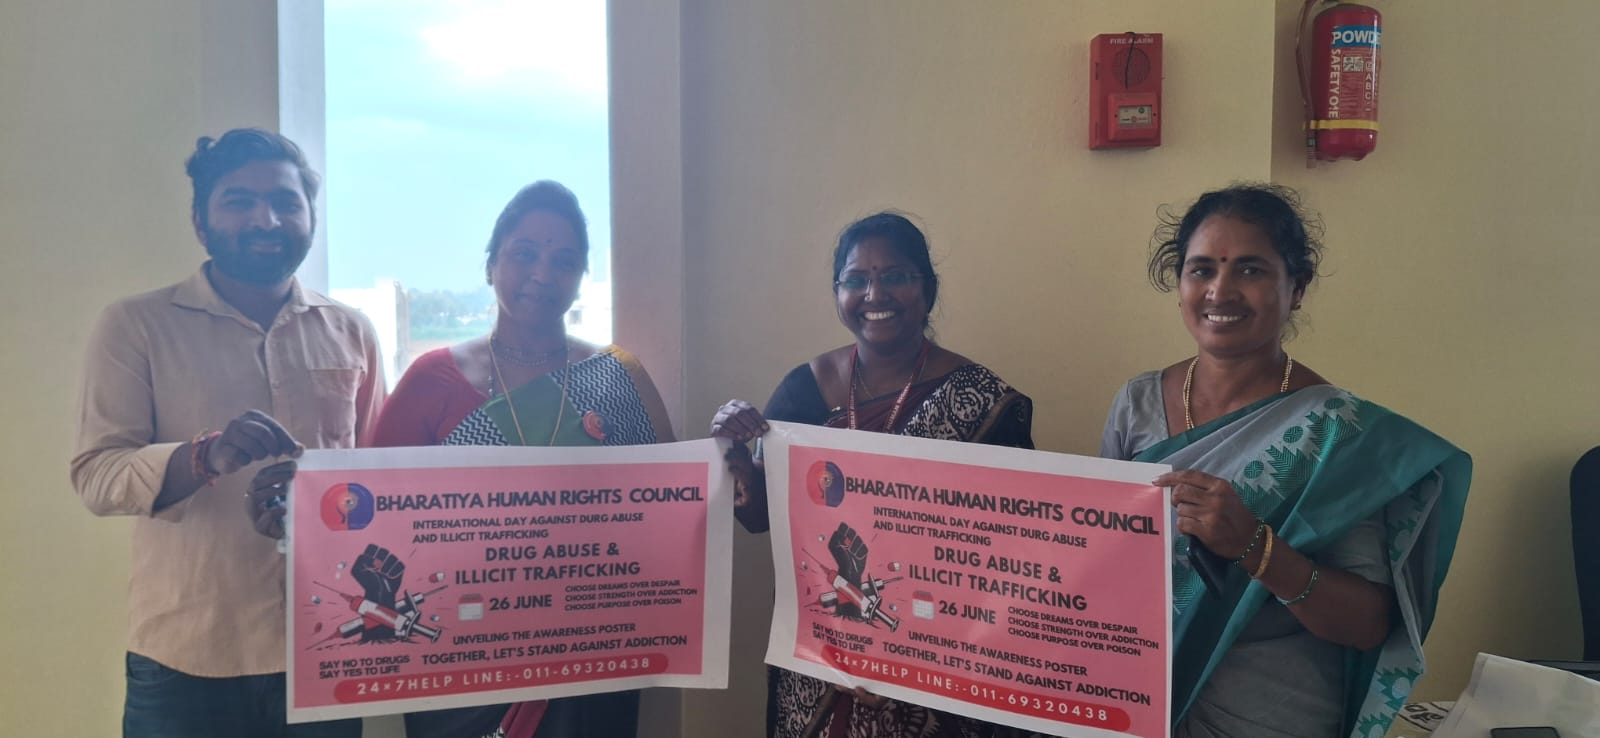 FIRE ALARM
POWDE
SAFETYONE
ABC
BHARATIYA HUMAN RIGHTS COUNCIL
INTERNATIONAL DAY AGAINST DURG ABUSE
AND ILLICIT TRAFFICKING
DRUG ABUSE &
ILLICIT TRAFFICKING
26 JUNE
CHOOSE DREAMS OVER DESPAIR
CHOOSE STRENGTH OVER ADDICTION
CHOOSE PURPOSE OVER POISON
UNVEILING THE AWARENESS POSTER
SAY NO TO DRUGS
SAY YES TO LIFE
TOGETHER, LET'S STAND AGAINST ADDICTION
24×7HELP LINE:-011-69320438
BHARATIYA HUMAN RIGHTS COUNCIL
INTERNATIONAL DAY AGAINST DURG ABUSE
AND ILLICIT TRAFFICKING
DRUG ABUSE &
ILLICIT TRAFFICKING
26 JUNE
CHOOSE DREAMS OVER DESPAIR
CHOOSE STRENGTH OVER ADDICTION
CHOOSE PURPOSE OVER POISON
UNVEILING THE AWARENESS POSTER
SAY NO TO DRUGS
SAY YES TO LIFE
TOGETHER, LET'S STAND AGAINST ADDICTION
24×7HELP LINE:-011-69320438